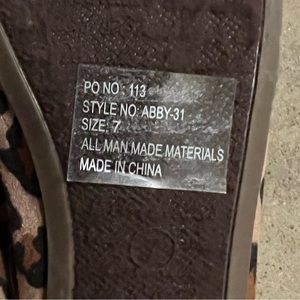 PO NO: 113
STYLE NO: ABBY-31
SIZE: 7
ALL MAN MADE MATERIALS
MADE IN CHINA